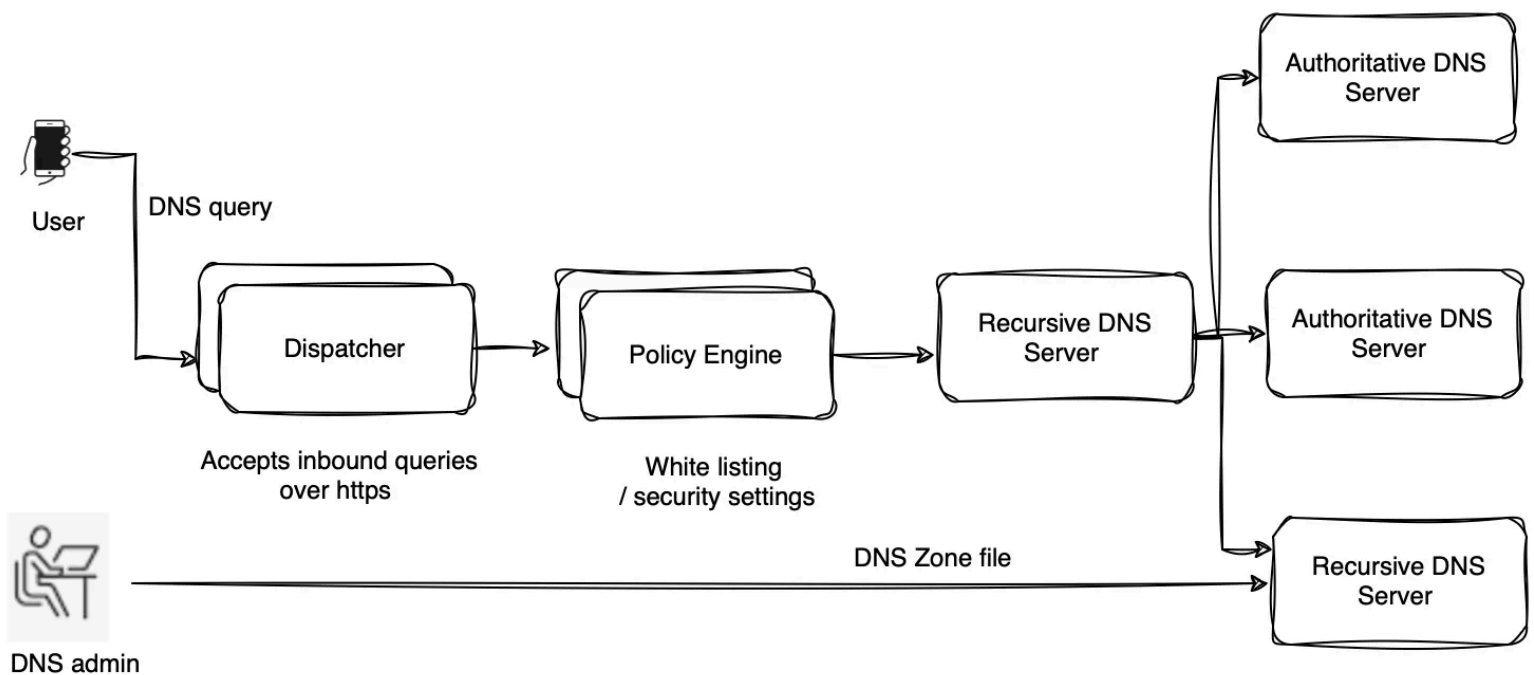 Authoritative DNS
Server
User
DNS query
Dispatcher
Policy Engine
Recursive DNS
Server
Authoritative DNS
Server
Accepts inbound queries
over https
White listing
/ security settings
DNS Zone file
Recursive DNS
Server
DNS admin